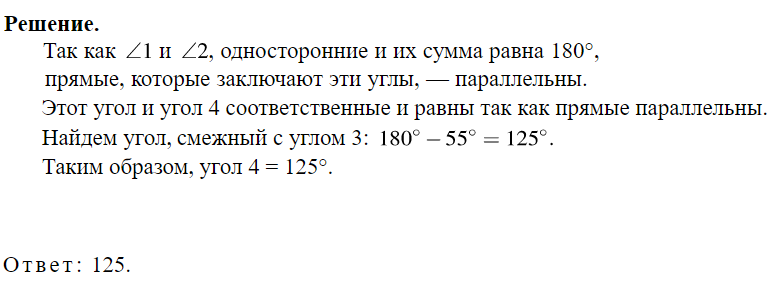 Решение.
Так как ∠1 и ∠2, односторонние и их сумма равна 180°,
прямые, которые заключают эти углы, — параллельны.
Этот угол и угол 4 соответственные и равны так как прямые параллельны.
Найдем угол, смежный с углом 3: 180° − 55° = 125°.
Таким образом, угол 4 = 125°.
Ответ: 125.